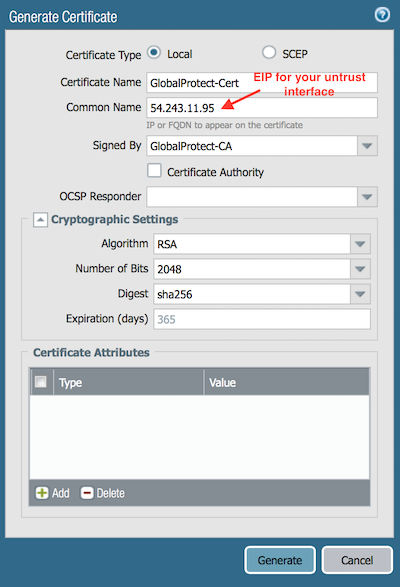 Generate Certificate
?
Certificate Type Local SCEP
Certificate Name GlobalProtect-Cert
EIP for your untrust
interface
Common Name 54.243.11.95
IP or FQDN to appear on the certificate
Signed By GlobalProtect-CA
Certificate Authority
OCSP Responder
Cryptographic Settings
Algorithm RSA
Number of Bits 2048
Digest sha256
Expiration (days) 365
Certificate Attributes
Type Value
Add Delete
Generate Cancel